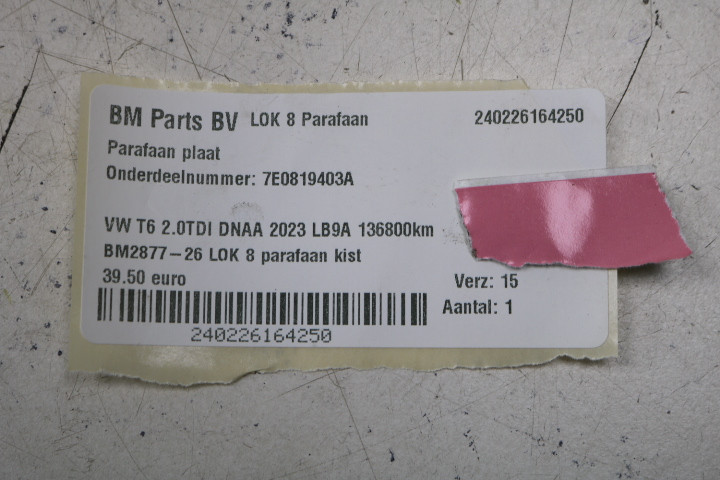 BM Parts BV LOK 8 Parafaan 240226164250
Parafaan plaat
Onderdeelnummer: 7E0819403A
VW T6 2.0TDI DNAA 2023 LB9A 136800km
BM2877-26 LOK 8 parafaan kist
39.50 euro Verz: 15
Aantal: 1
240226164250